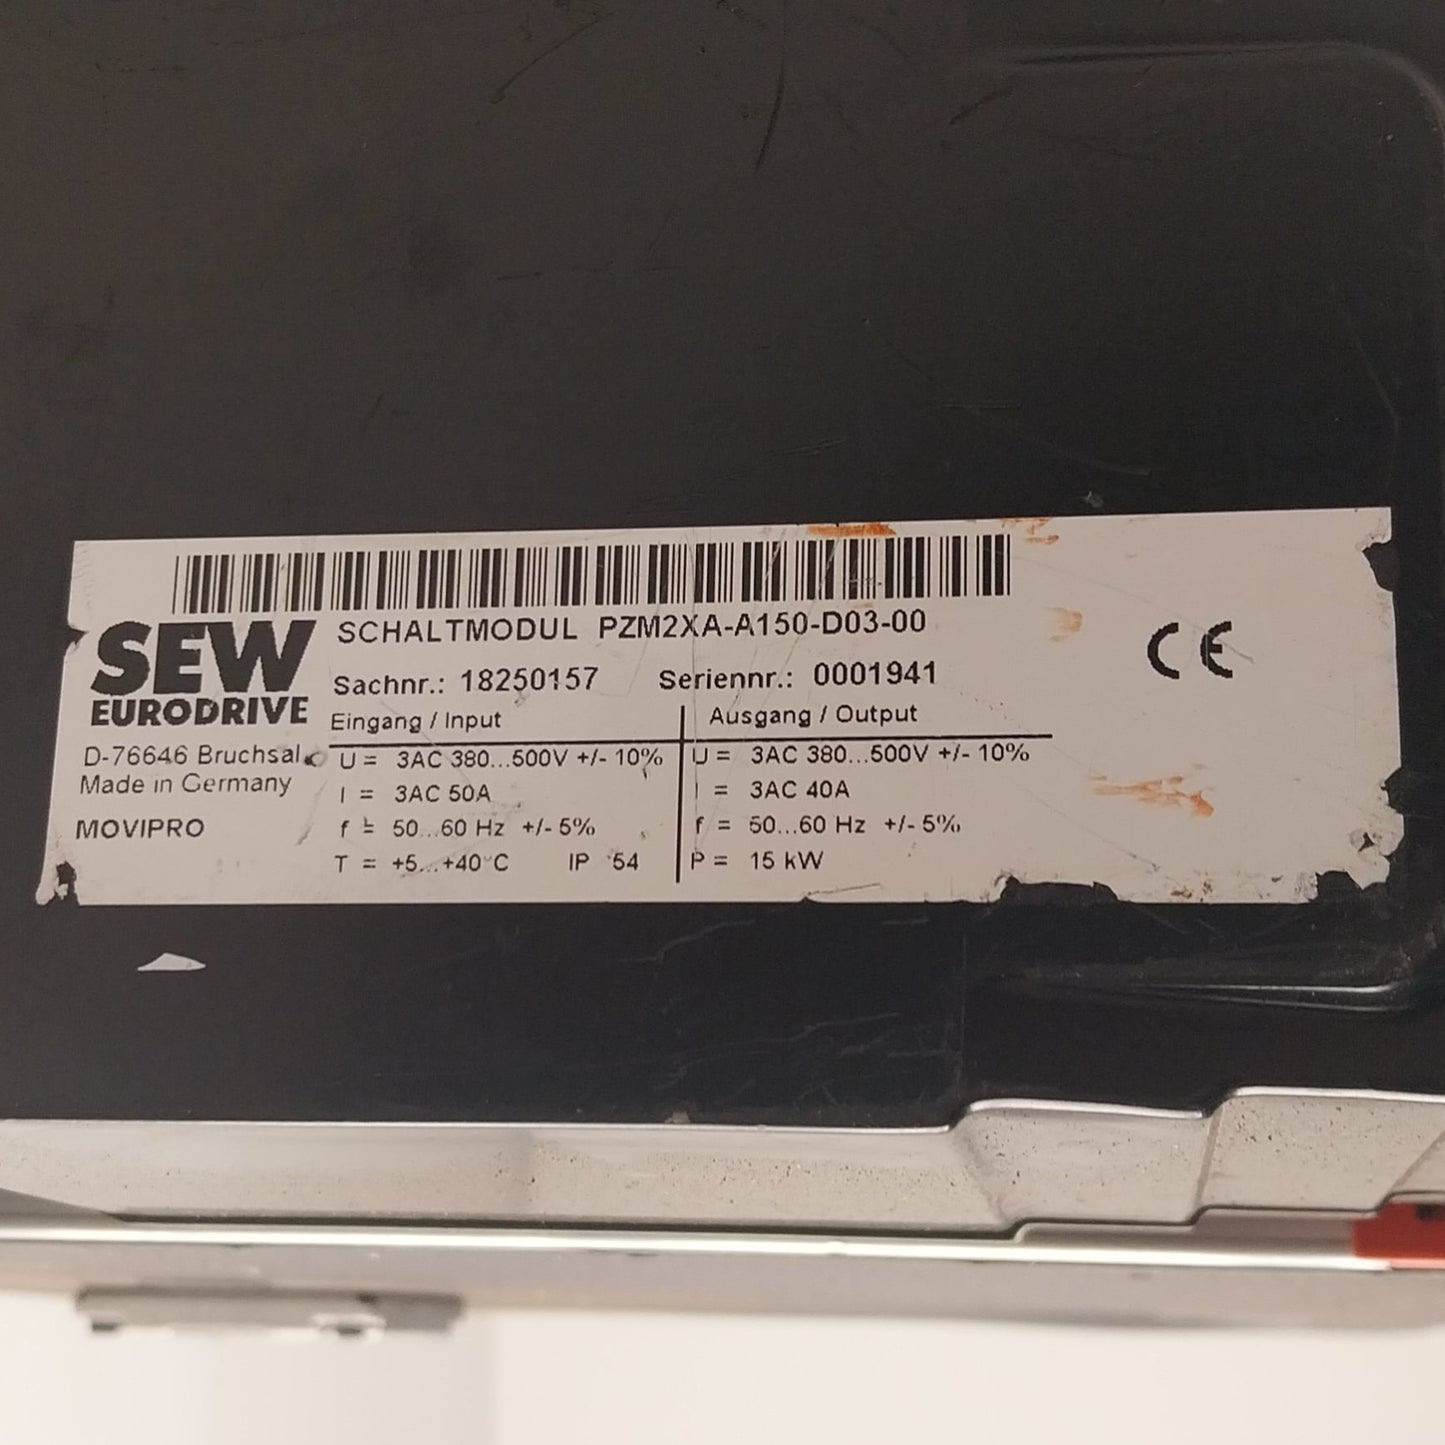 SEW
EURODRIVE
D-76646 Bruchsal
Made in Germany
MOVIPRO
SCHALTMODUL PZM2XA-A150-D03-00
Sachnr.: 18250157 Seriennr.: 0001941
Eingang / Input
U = 3AC 380...500V +/- 10%
I = 3AC 50A
f = 50...60 Hz +/- 5%
T = +5...+40°C IP 54
Ausgang / Output
U = 3AC 380...500V +/- 10%
I = 3AC 40A
f = 50...60 Hz +/- 5%
P = 15 kW
CE